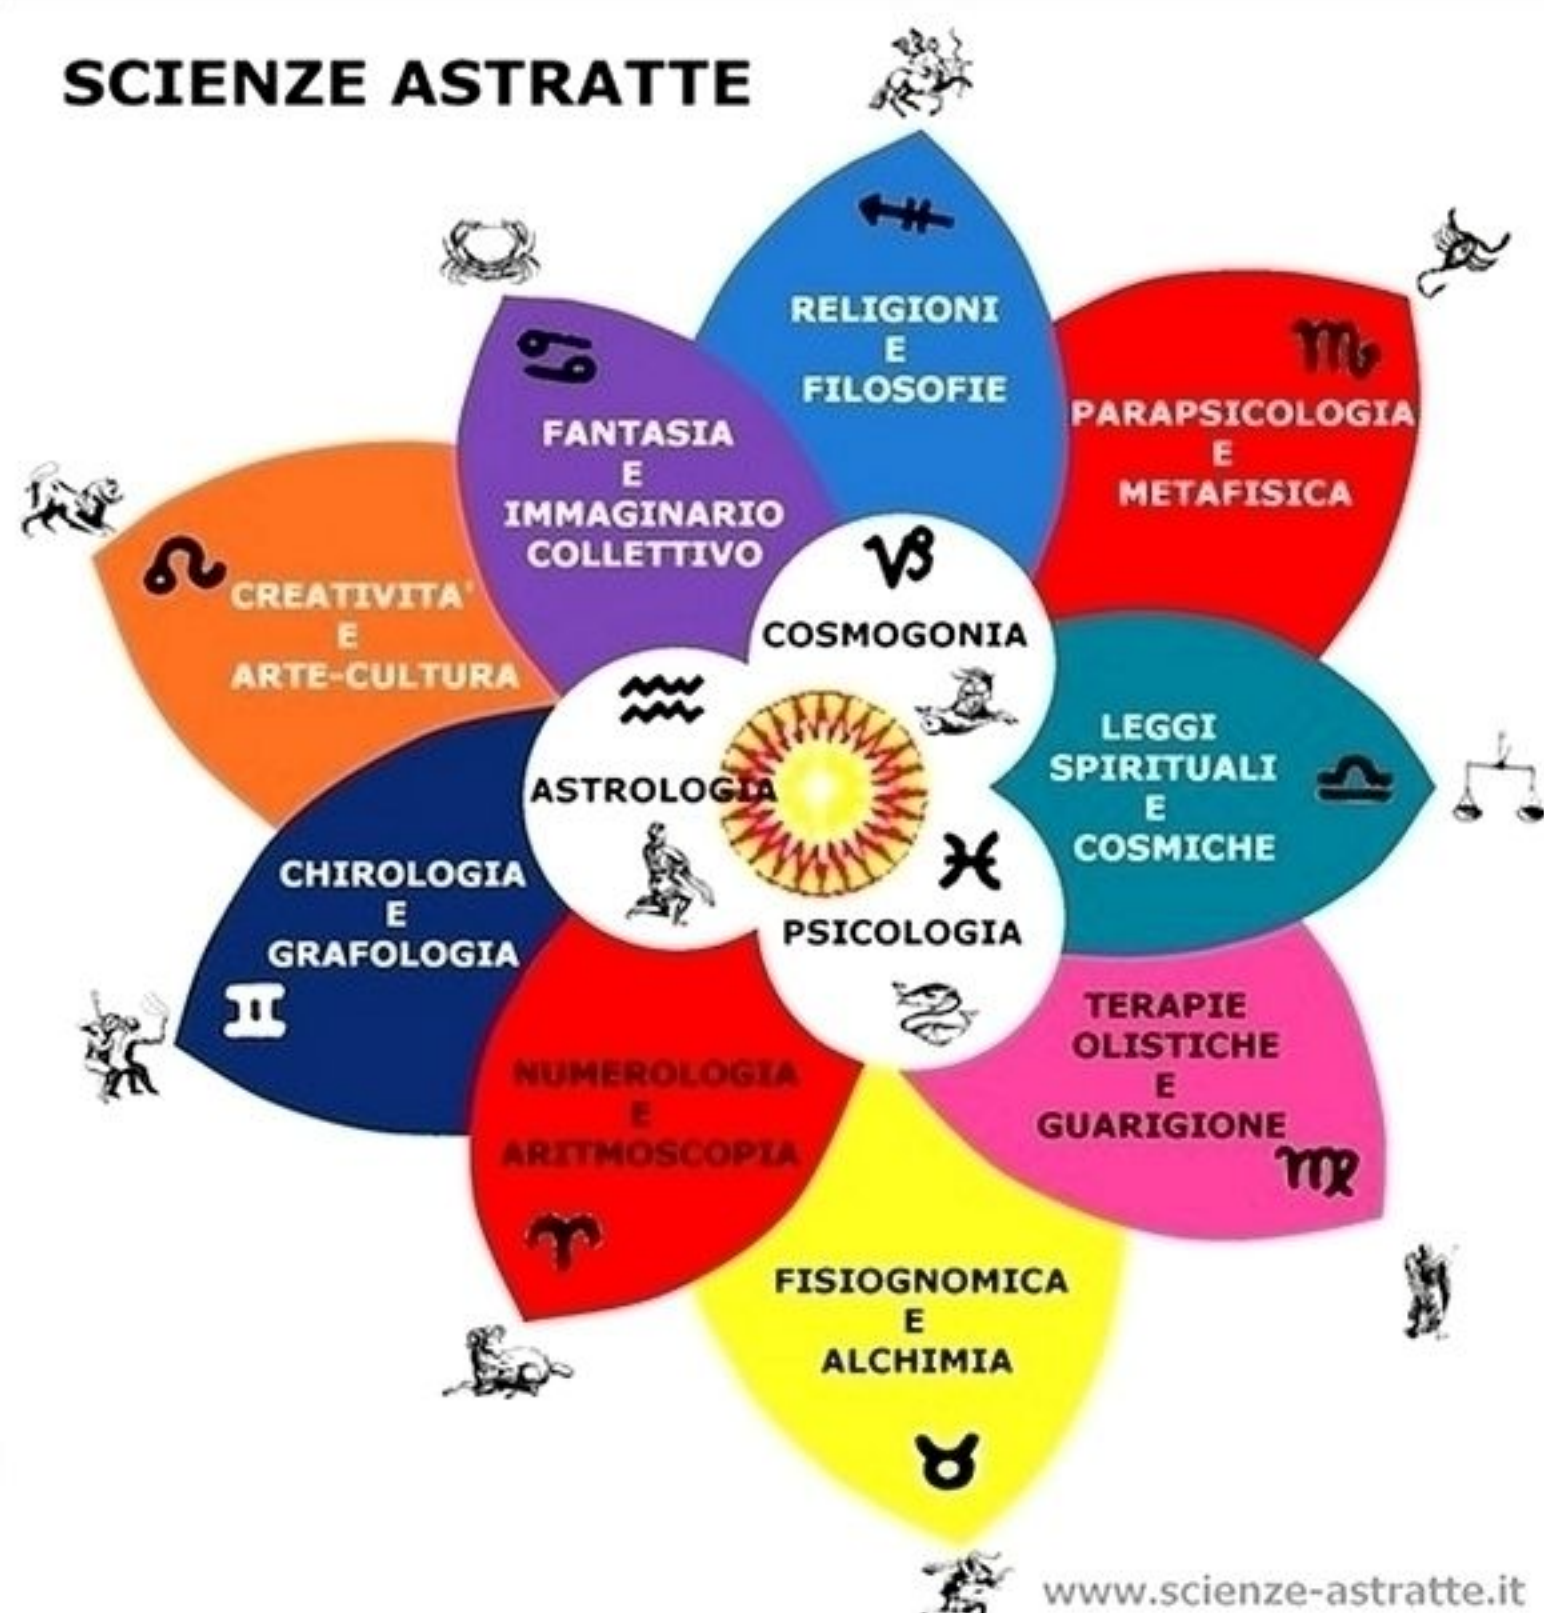 SCIENZE ASTRATTE
RELIGIONI
E
FILOSOFIE
PARAPSICOLOGIA
E
METAFISICA
FANTASIA
E
IMMAGINARIO
COLLETTIVO
CREATIVITA'
E
ARTE-CULTURA
COSMOGONIA
ASTROLOGIA
PSICOLOGIA
LEGGI
SPIRITUALI
E
COSMICHE
CHIROLOGIA
E
GRAFOLOGIA
NUMEROLOGIA
E
ARITMOSCOPIA
TERAPIE
OLISTICHE
E
GUARIGIONE
FISIOGNOMICA
E
ALCHIMIA
www.scienze-astratte.it